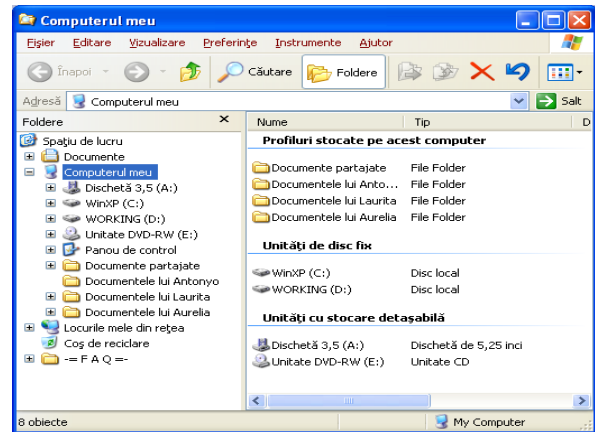 Computerul meu
Fişier Editare Vizualizare Preferinţe Instrumente Ajutor
Înapoi Căutare Foldere
Adresă Computerul meu Salt
Foldere
Spaţiu de lucru
Documente
Computerul meu
Dischetă 3,5 (A:)
WinXP (C:)
WORKING (D:)
Unitate DVD-RW (E:)
Panou de control
Documente partajate
Documentele lui Antonyo
Documentele lui Laurita
Documentele lui Aurelia
Locurile mele din reţea
Coş de reciclare
-= F A Q =-
Nume Tip D
Profiluri stocate pe acest computer
Documente partajate File Folder
Documentele lui Anto... File Folder
Documentele lui Laurita File Folder
Documentele lui Aurelia File Folder
Unităţi de disc fix
WinXP (C:) Disc local
WORKING (D:) Disc local
Unităţi cu stocare detaşabilă
Dischetă 3,5 (A:) Dischetă de 5,25 inci
Unitate DVD-RW (E:) Unitate CD
8 obiecte My Computer